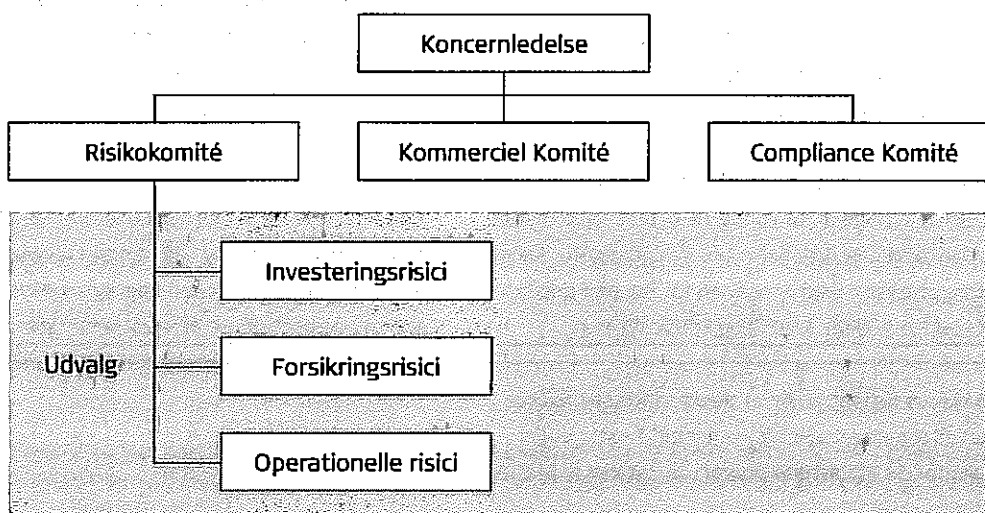 Koncernledelse
Risikokomité
Kommerciel Komité
Compliance Komité
Investeringsrisici
Udvalg
Forsikringsrisici
Operationelle risici